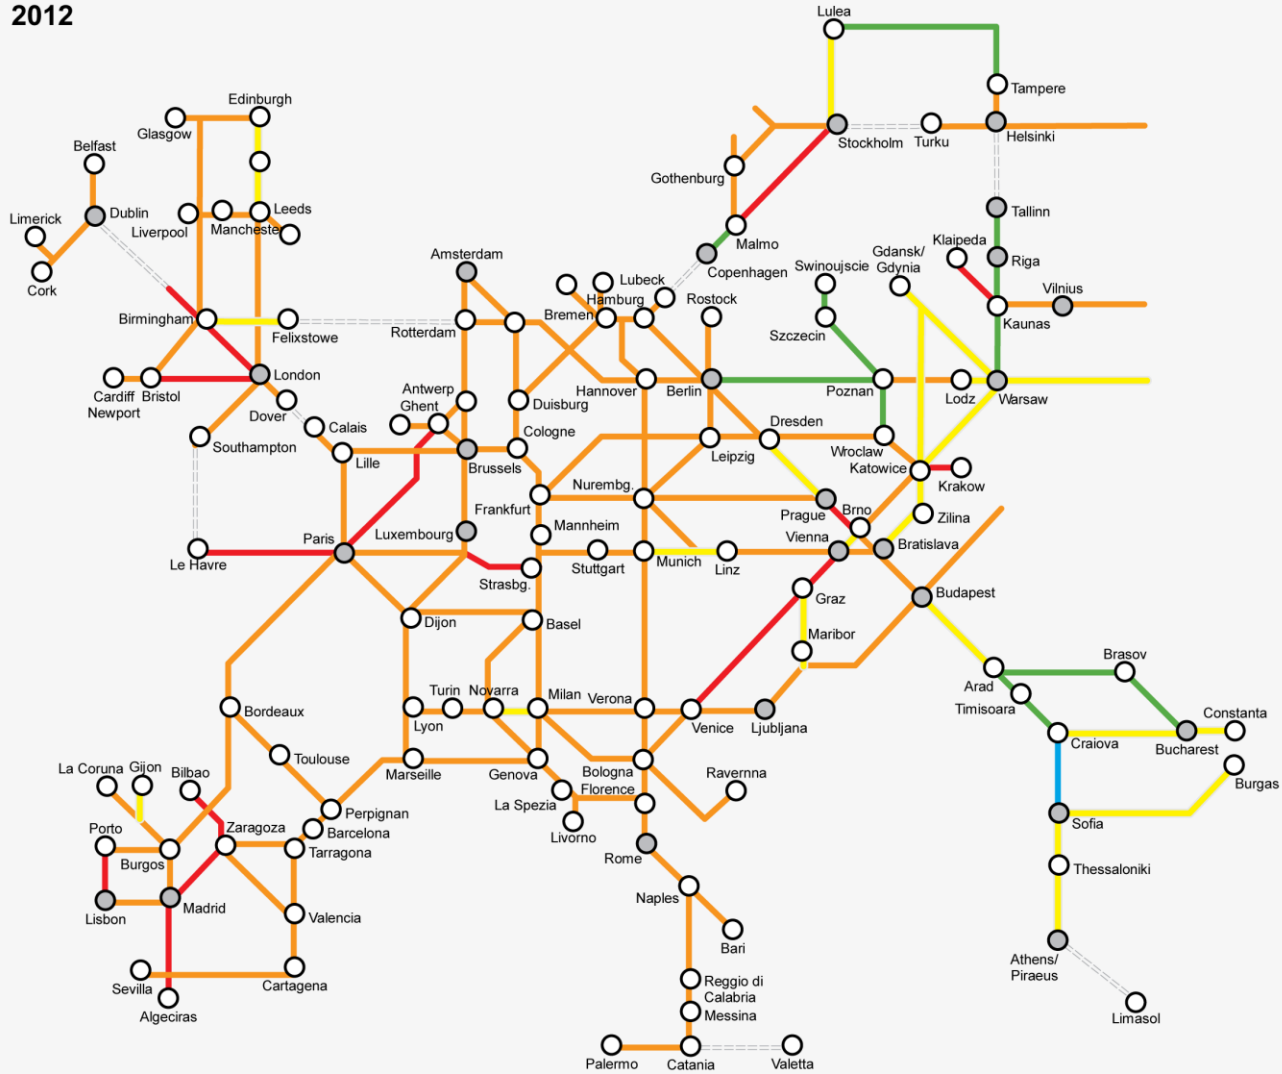 2012
Lulea
Tampere
Edinburgh
Glasgow
Stockholm
Turku
Helsinki
Belfast
Gothenburg
Dublin
Limerick
Leeds
Liverpool
Mancheste
Tallinn
Malmo
Klaipeda
Cork
Amsterdam
Copenhagen
Gdansk/
Gdynia
Riga
Swinoujscie
Lubeck
Vilnius
Hamburg
Rostock
Bremen
Birmingham
Felixstowe
Rotterdam
Szczecin
Kaunas
London
Antwerp
Ghent
Hannover
Berlin
Poznan
Lodz
Warsaw
Cardiff
Newport
Bristol
Dover
Calais
Duisburg
Dresden
Southampton
Cologne
Lille
Brussels
Leipzig
Wroclaw
Katowice
Krakow
Nurembg.
Frankfurt
Prague
Brno
Zilina
Mannheim
Paris
Luxembourg
Vienna
Bratislava
Le Havre
Stuttgart
Munich
Linz
Strasbg.
Graz
Budapest
Dijon
Basel
Maribor
Brasov
Arad
Timisoara
Turin
Novarra
Milan
Verona
Bordeaux
Lyon
Venice
Ljubljana
Constanta
Craiova
Bucharest
Toulouse
La Coruna
Gijon
Bilbao
Marseille
Genova
Bologna
Ravernna
Burgas
Florence
La Spezia
Perpignan
Livorno
Porto
Zaragoza
Barcelona
Sofia
Burgos
Tarragona
Rome
Thessaloniki
Lisbon
Madrid
Naples
Valencia
Bari
Athens/
Piraeus
Sevilla
Cartagena
Reggio di
Calabria
Messina
Algeciras
Limasol
Palermo
Catania
Valetta